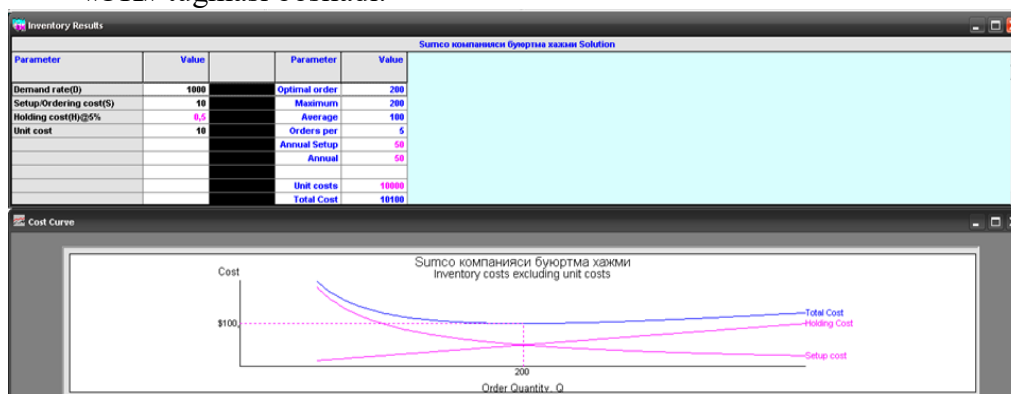 Inventory Results
Sumco компанияси буюртма хажми Solution
Parameter Value Parameter Value
Demand rate(D) 1000 Optimal order 200
Setup/Ordering cost(S) 10 Maximum 200
Holding cost(H)@5% 0,5 Average 100
Unit cost 10 Orders per 5
Annual Setup 50
Annual 50
Unit costs 10000
Total Cost 10100
Cost Curve
Sumco компанияси буюртма хажми
Inventory costs excluding unit costs
Cost
Total Cost
$100, Holding Cost
Setup cost
200
Order Quantity, Q